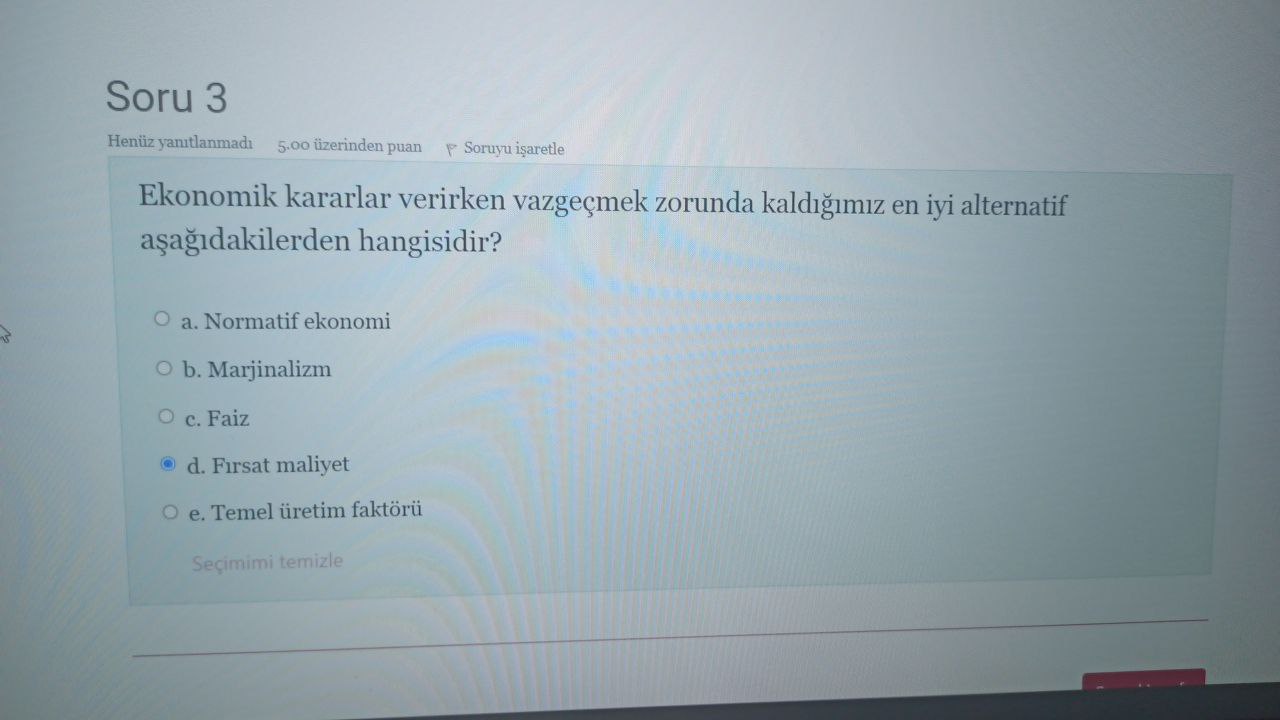 Soru 3
Henüz yanıtlanmadı 5.00 üzerinden puan Soruyu işaretle
Ekonomik kararlar verirken vazgeçmek zorunda kaldığımız en iyi alternatif
aşağıdakilerden hangisidir?
a. Normatif ekonomi
b. Marjinalizm
c. Faiz
d. Fırsat maliyet
e. Temel üretim faktörü
Seçimimi temizle